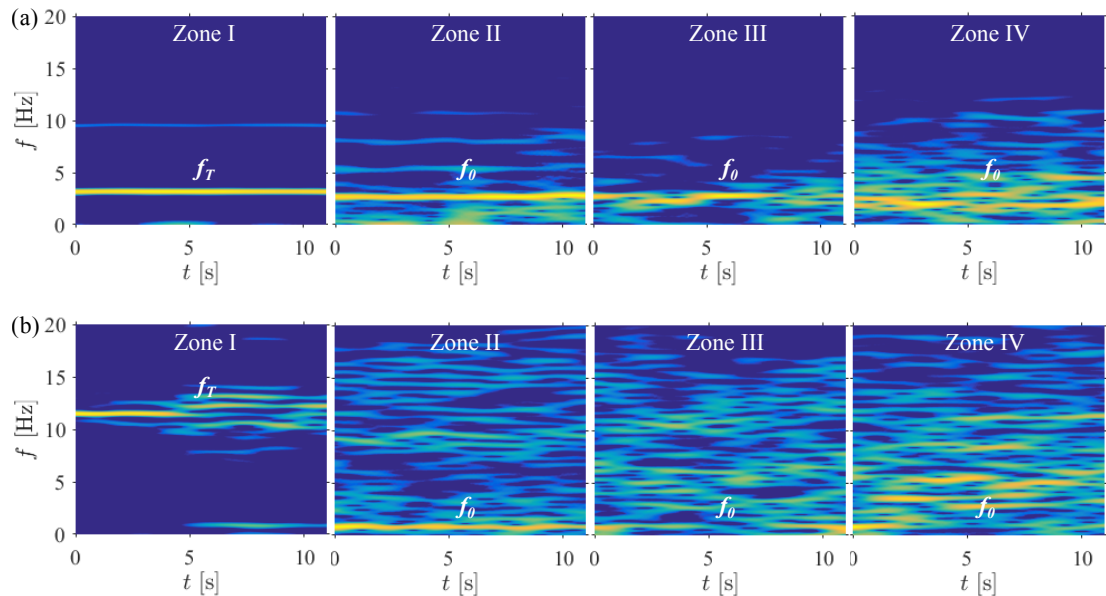 (a)
Zone I Zone II Zone III Zone IV
20
15
10
5
0
f [Hz]
f_T f_0 f_0 f_0
0 5 10 0 5 10 0 5 10 0 5 10
t [s] t [s] t [s] t [s]
(b)
Zone I Zone II Zone III Zone IV
20
15
10
5
0
f [Hz]
f_T f_0 f_0 f_0
0 5 10 0 5 10 0 5 10 0 5 10
t [s] t [s] t [s] t [s]